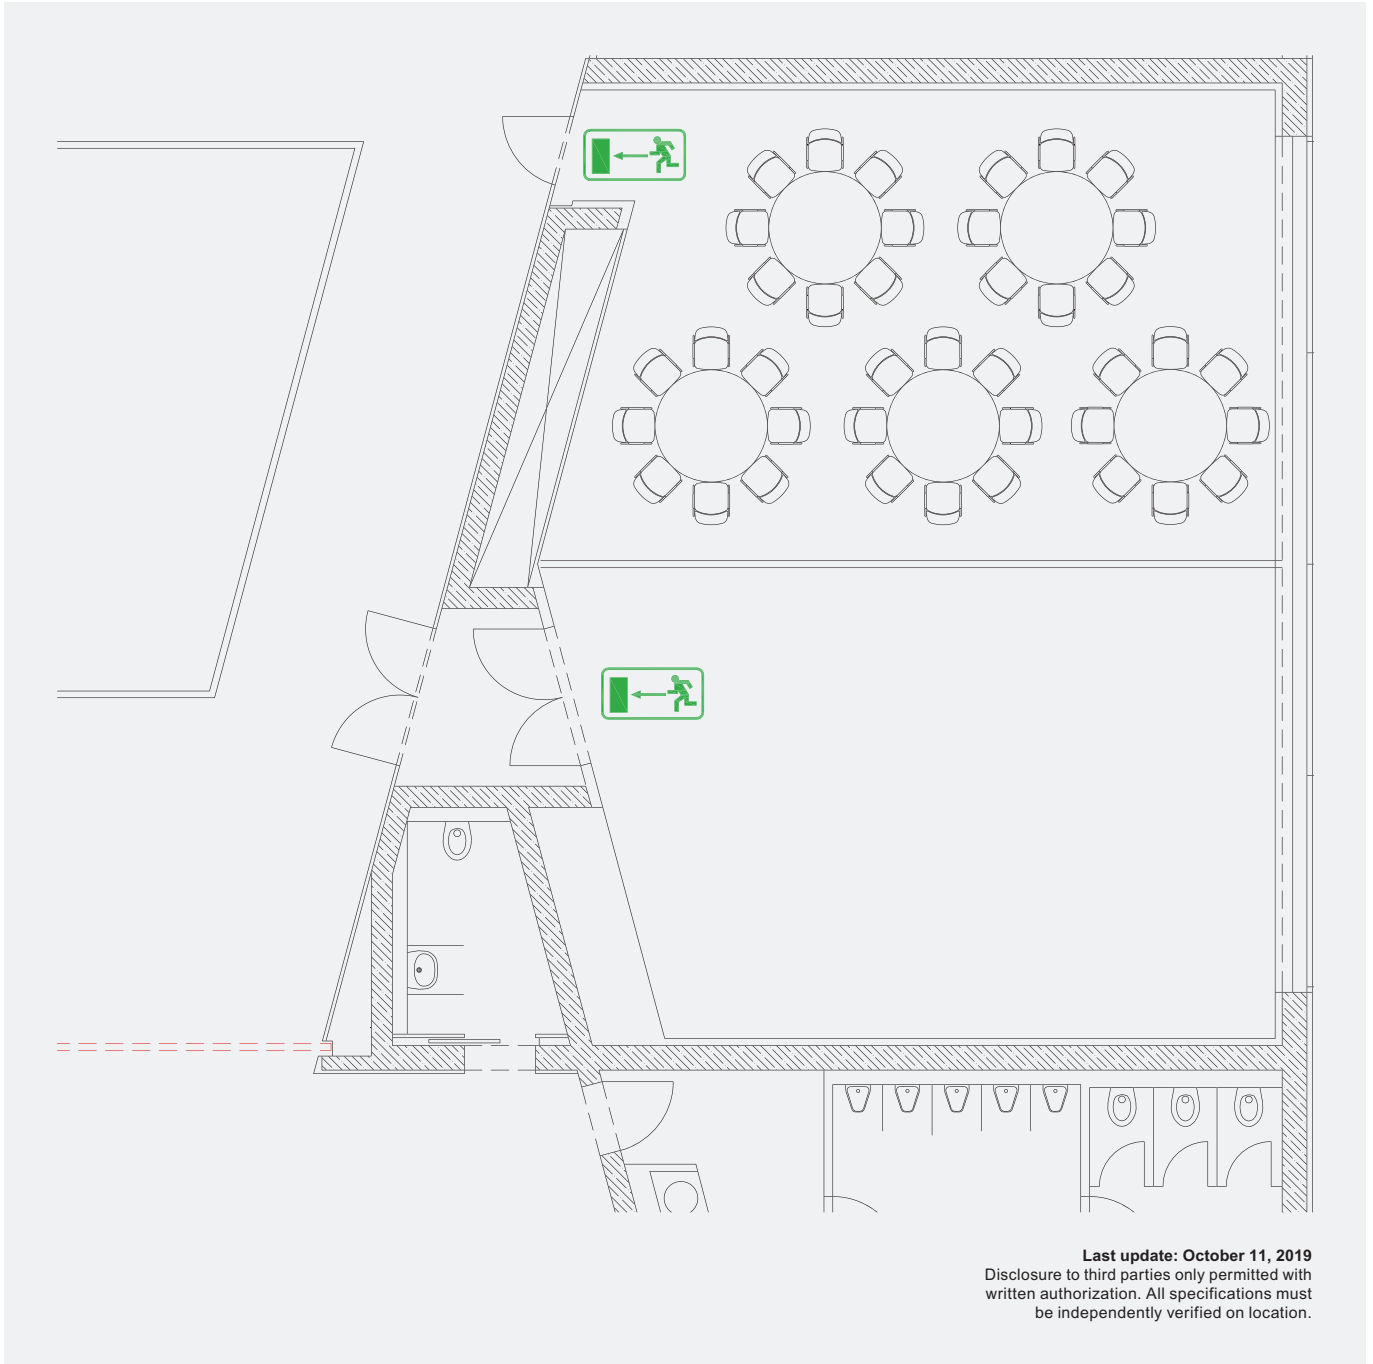 Last update: October 11, 2019
Disclosure to third parties only permitted with
written authorization. All specifications must
be independently verified on location.